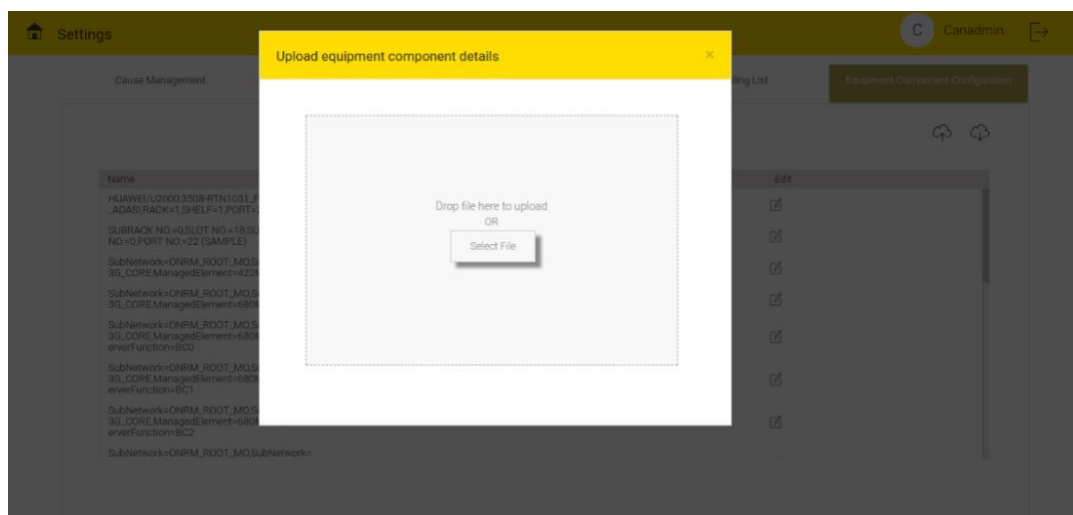 Settings
C Canadmin
Upload equipment component details
×
Cause Management
ling List
Equipment Component Configuration
Drop file here to upload
OR
Select File
Name
Edit
HUAWEI/U2000,3508-RTN1051_
_ADASI,RACK=1,SHELF=1,PORT=
SUBRACK NO.=0,SLOT NO.=18,SU
NO.=0,PORT NO.=22 (SAMPLE)
SubNetwork=ONRM_ROOT_MO,S
3G_CORE,ManagedElement=422
SubNetwork=ONRM_ROOT_MO,S
3G_CORE,ManagedElement=680
SubNetwork=ONRM_ROOT_MO,S
3G_CORE,ManagedElement=680
erverFunction=BC0
SubNetwork=ONRM_ROOT_MO,S
3G_CORE,ManagedElement=680
erverFunction=BC1
SubNetwork=ONRM_ROOT_MO,S
3G_CORE,ManagedElement=680
erverFunction=BC2
SubNetwork=ONRM_ROOT_MO,SubNetwork=